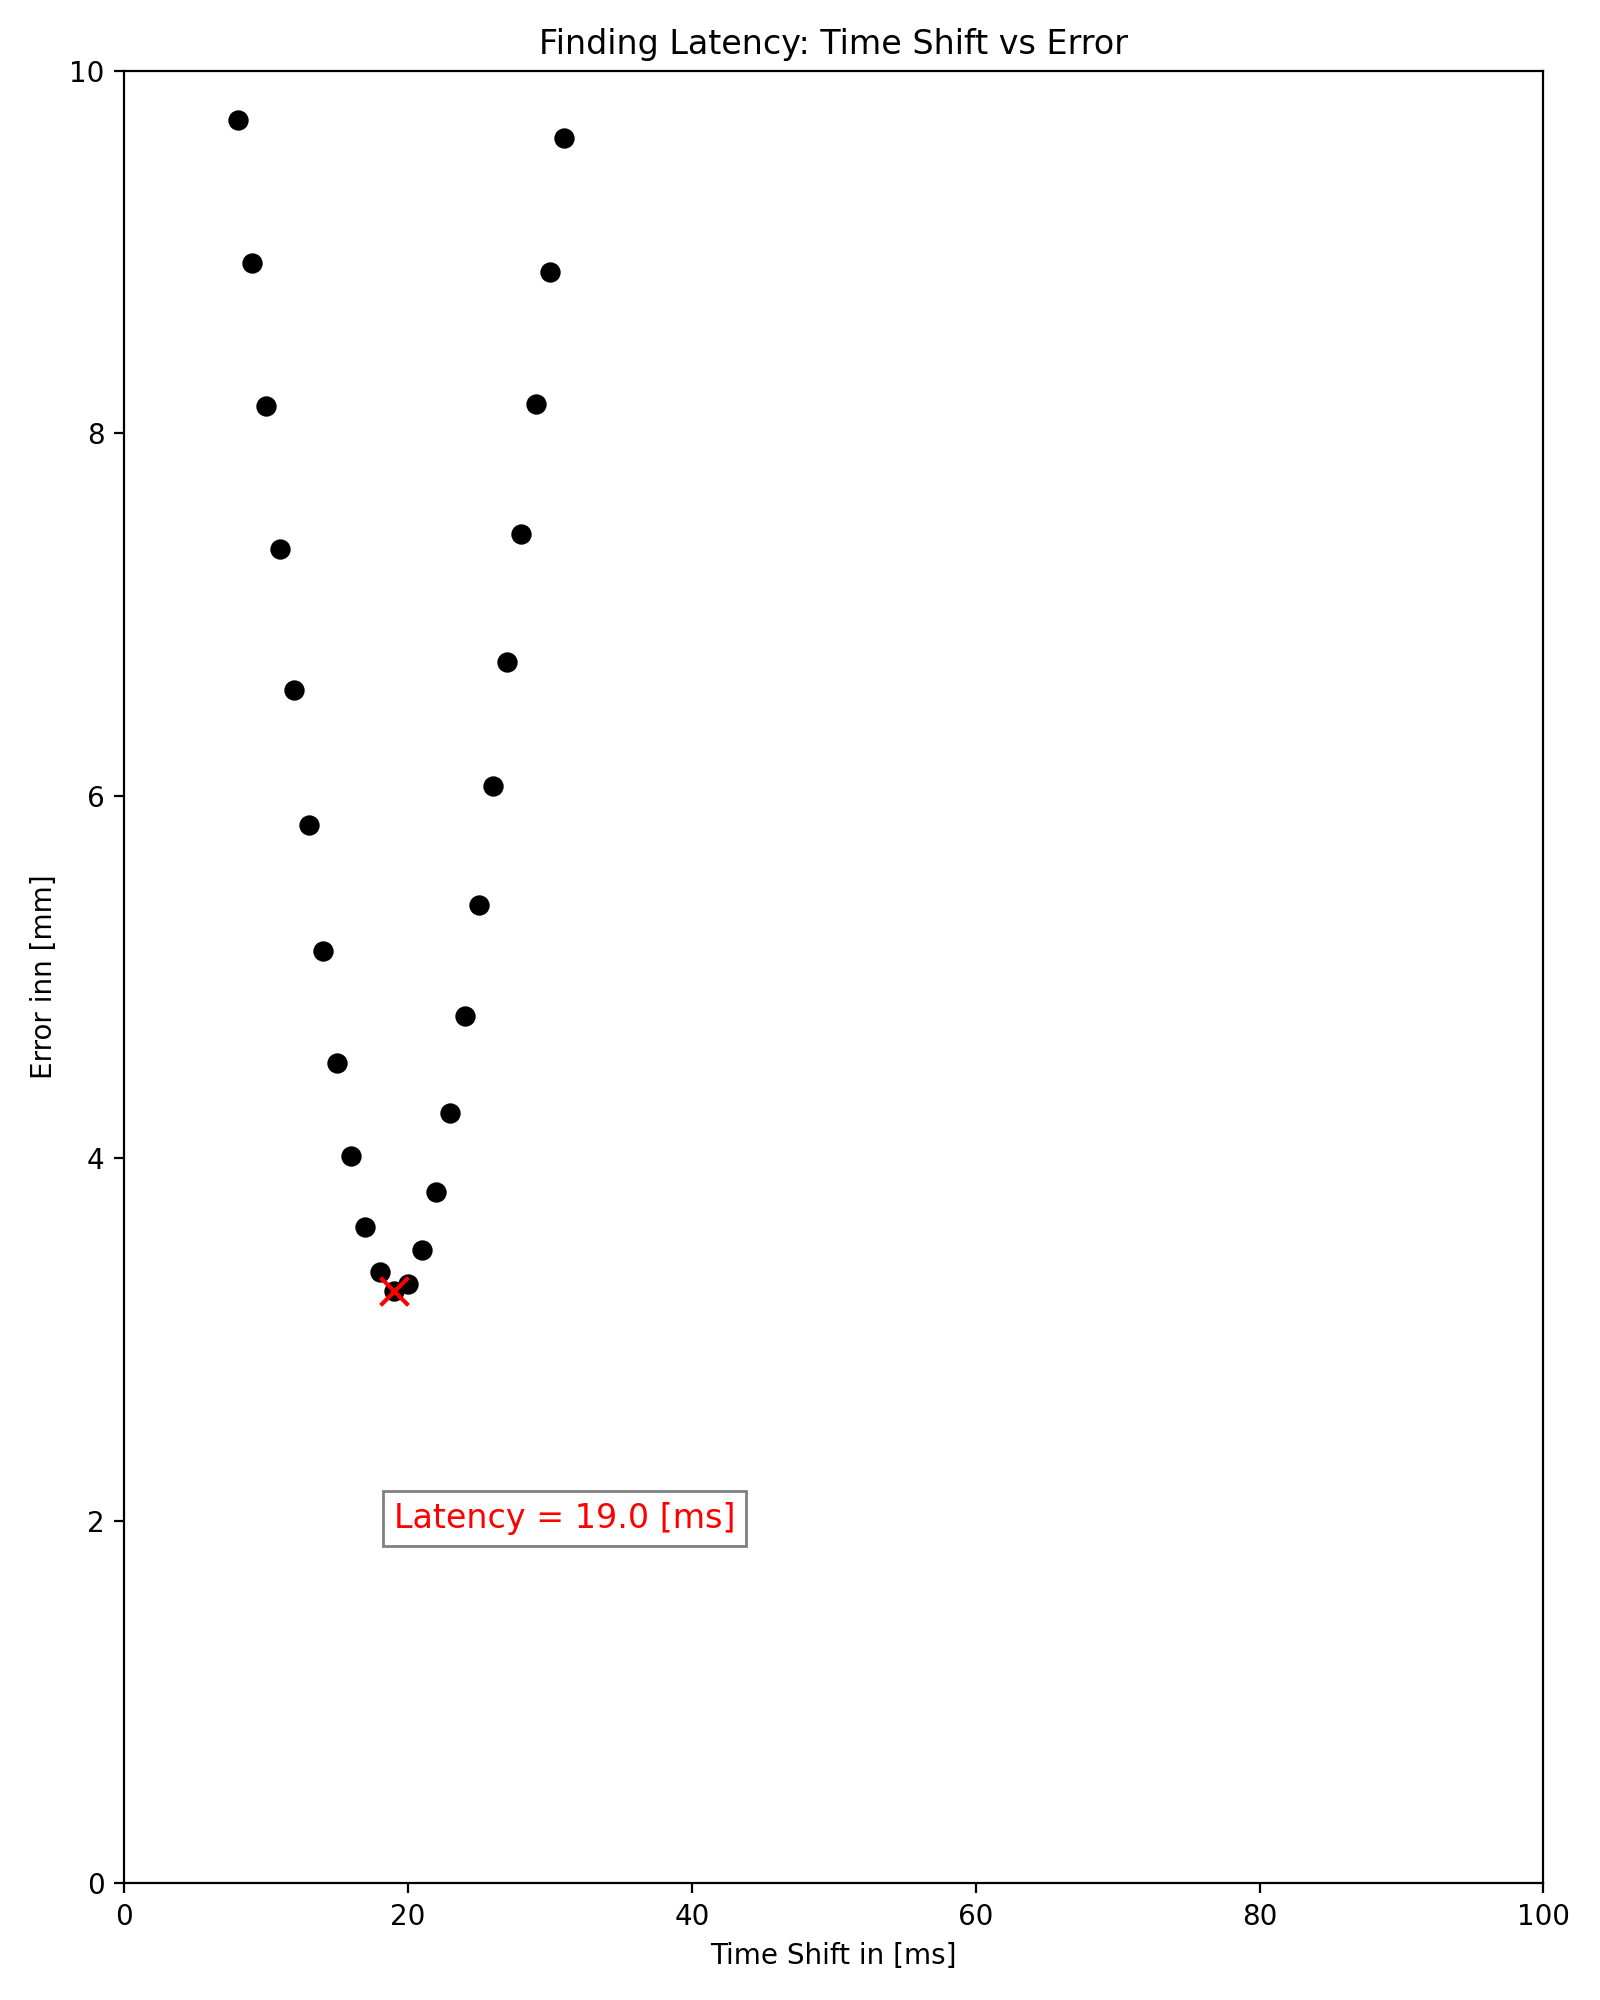 Finding Latency: Time Shift vs Error
10
8
6
4
2
0
Error inn [mm]
Latency = 19.0 [ms]
0 20 40 60 80 100
Time Shift in [ms]